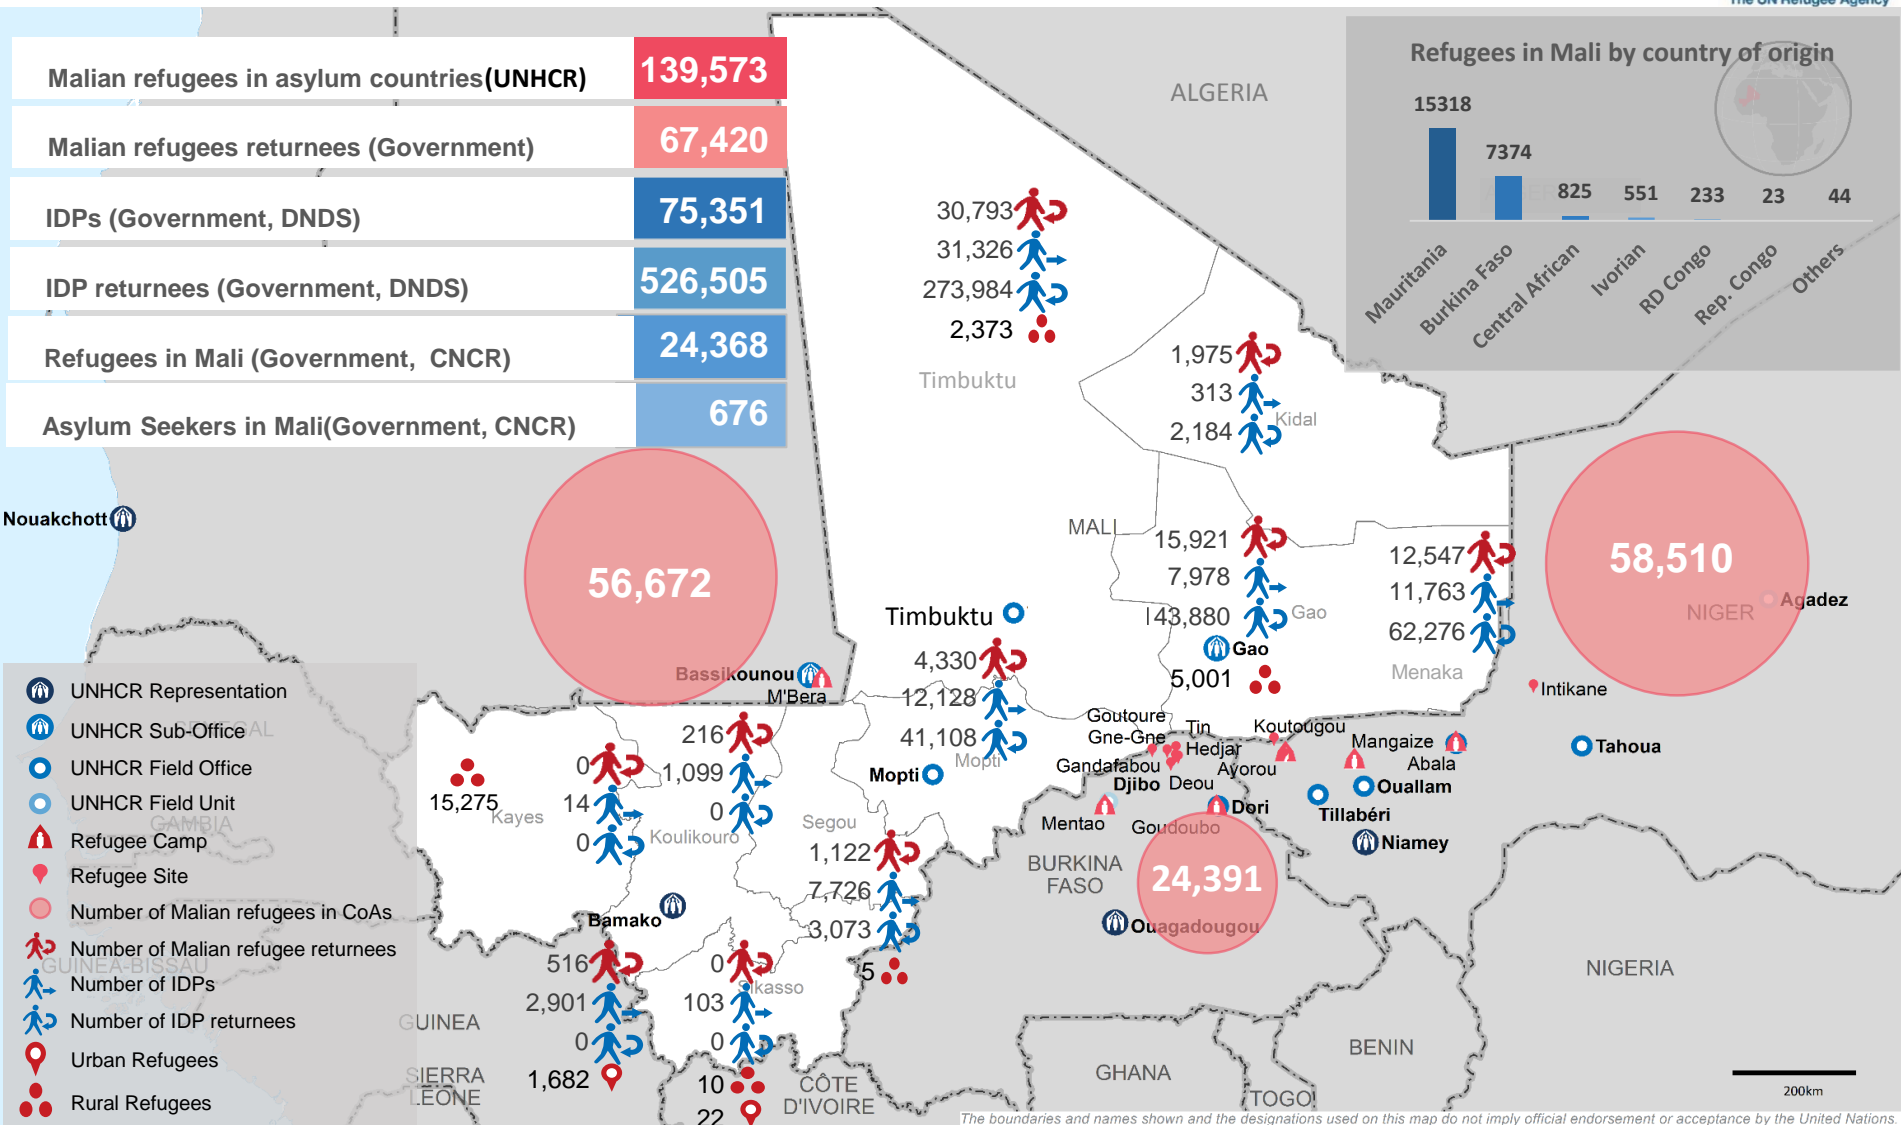 The UN Refugee Agency
Malian refugees in asylum countries(UNHCR) 139,573
Malian refugees returnees (Government) 67,420
IDPs (Government, DNDS) 75,351
IDP returnees (Government, DNDS) 526,505
Refugees in Mali (Government, CNCR) 24,368
Asylum Seekers in Mali(Government, CNCR) 676
Refugees in Mali by country of origin
15318
7374
825
551
233
23
44
Mauritania
Burkina Faso
Central African
Ivorian
RD Congo
Rep. Congo
Others
ALGERIA
30,793
31,326
273,984
2,373
Timbuktu
1,975
313
2,184
Kidal
Nouakchott
56,672
MALI
15,921
7,978
143,880
Gao
Gao
5,001
12,547
11,763
62,276
Menaka
58,510
NIGER
Agadez
Timbuktu
4,330
12,128
41,108
Mopti
Mopti
Bassikounou
M'Bera
Intikane
Goutoure
Gne-Gne
Tin
Hedjar
Koutougou
Mangaize
Abala
Tahoua
Gandafabou
Djibo
Deou
Ayorou
Ouallam
Tillabéri
Mentao
Goudoubo
Dori
Niamey
BURKINA
FASO
24,391
Ouagadougou
15,275
Kayes
0
14
0
216
1,099
0
Koulikouro
Segou
1,122
7,726
3,073
5
Bamako
516
2,901
0
1,682
0
Sikasso
103
0
10
22
SENEGAL
GAMBIA
GUINEA-BISSAU
GUINEA
SIERRA
LEONE
CÔTE
D'IVOIRE
GHANA
TOGO
BENIN
NIGERIA
UNHCR Representation
UNHCR Sub-Office
UNHCR Field Office
UNHCR Field Unit
Refugee Camp
Refugee Site
Number of Malian refugees in CoAs
Number of Malian refugee returnees
Number of IDPs
Number of IDP returnees
Urban Refugees
Rural Refugees
200km
The boundaries and names shown and the designations used on this map do not imply official endorsement or acceptance by the United Nations